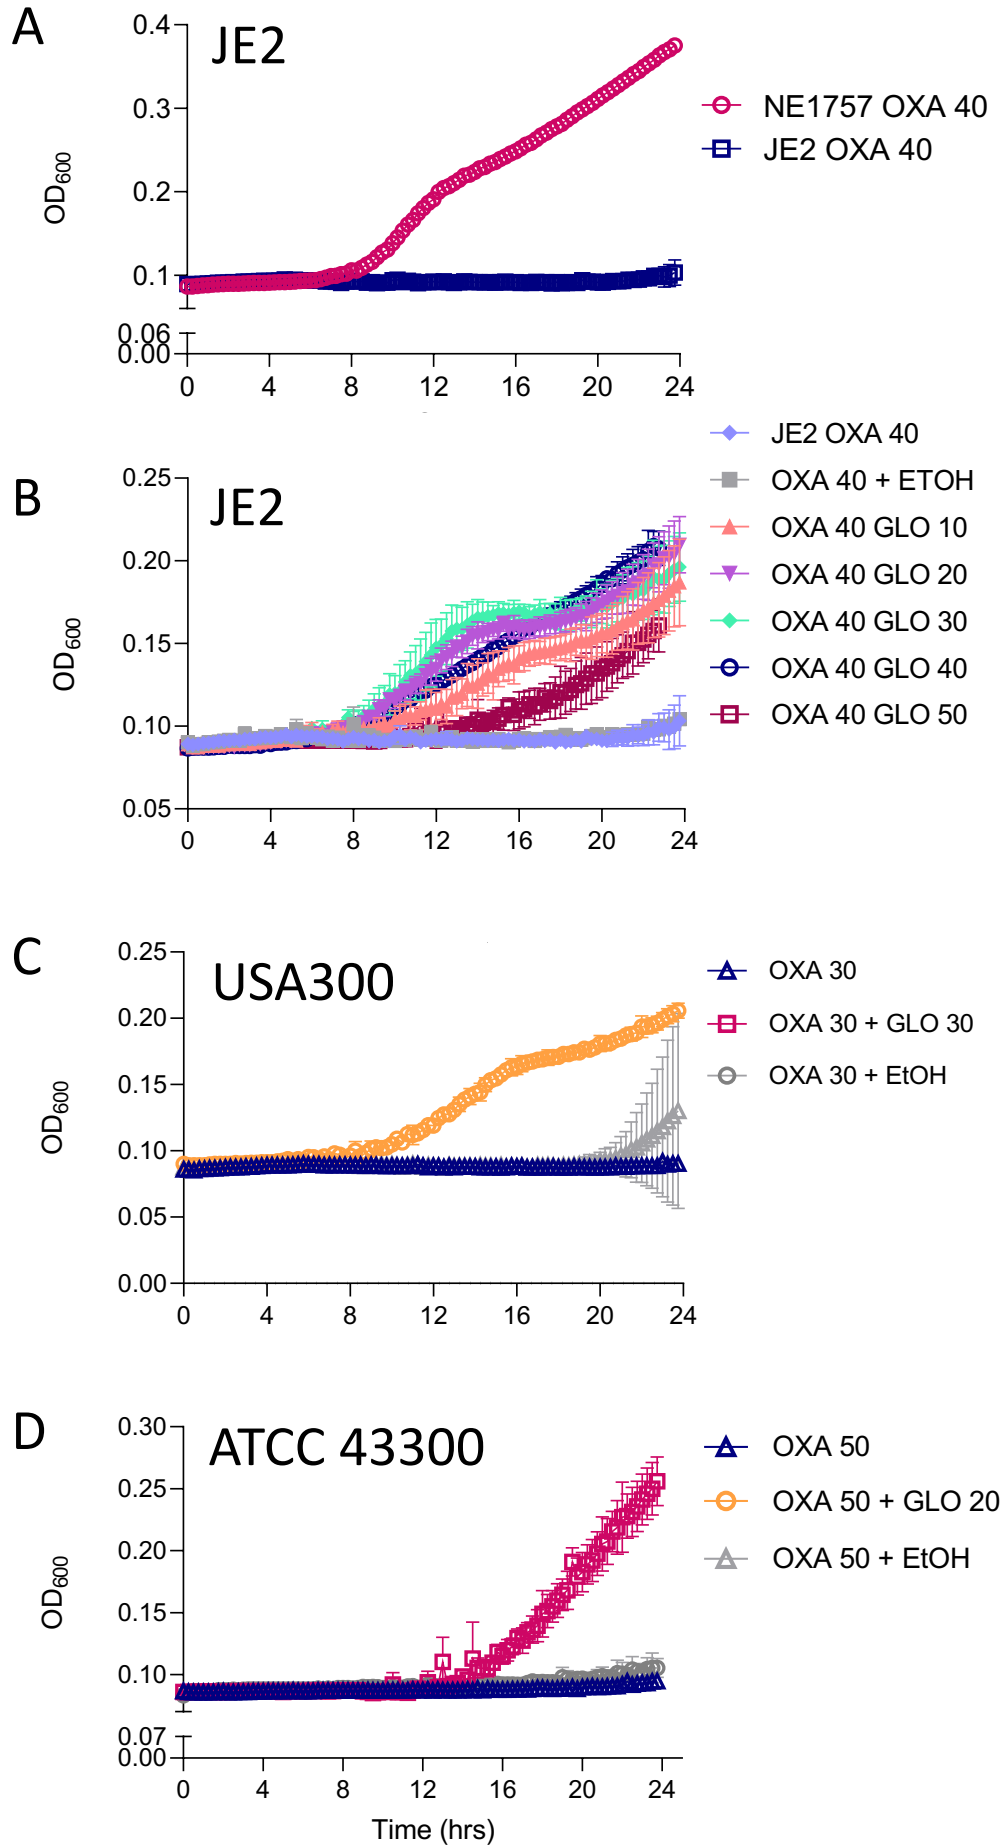 A
JE2
0.4
0.3
0.2
0.1
0.06
0.00
OD600
0 4 8 12 16 20 24
NE1757 OXA 40
JE2 OXA 40
B
JE2
0.25
0.20
0.15
0.10
0.05
OD600
0 4 8 12 16 20 24
JE2 OXA 40
OXA 40 + ETOH
OXA 40 GLO 10
OXA 40 GLO 20
OXA 40 GLO 30
OXA 40 GLO 40
OXA 40 GLO 50
C
USA300
0.25
0.20
0.15
0.10
0.05
0.00
OD600
0 4 8 12 16 20 24
OXA 30
OXA 30 + GLO 30
OXA 30 + EtOH
D
ATCC 43300
0.30
0.25
0.20
0.15
0.10
0.07
0.00
OD600
0 4 8 12 16 20 24
Time (hrs)
OXA 50
OXA 50 + GLO 20
OXA 50 + EtOH